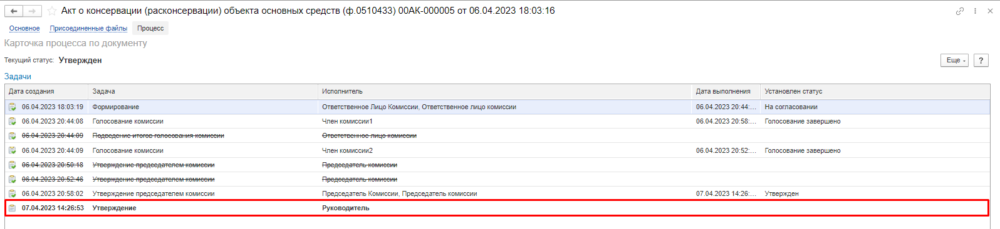 Акт о консервации (расконсервации) объекта основных средств (ф.0510433) 00АК-000005 от 06.04.2023 18:03:16
Основное Присоединенные файлы Процесс
Карточка процесса по документу
Текущий статус: Утвержден Еще ?
Задачи
Дата создания Задача Исполнитель Дата выполнения Установлен статус
06.04.2023 18:03:19 Формирование Ответственное Лицо Комиссии, Ответственное лицо комиссии 06.04.2023 20:44:... На согласовании
06.04.2023 20:44:08 Голосование комиссии Член комиссии1 06.04.2023 20:58:... Голосование завершено
06.04.2023 20:44:09 Подведение итогов голосования комиссии Ответственное лицо комиссии
06.04.2023 20:44:09 Голосование комиссии Член комиссии2 06.04.2023 20:52:... Голосование завершено
06.04.2023 20:50:18 Утверждение председателем комиссии Председатель комиссии
06.04.2023 20:52:46 Утверждение председателем комиссии Председатель комиссии
06.04.2023 20:58:02 Утверждение председателем комиссии Председатель Комиссии, Председатель комиссии 07.04.2023 14:26:... Утвержден
07.04.2023 14:26:53 Утверждение Руководитель